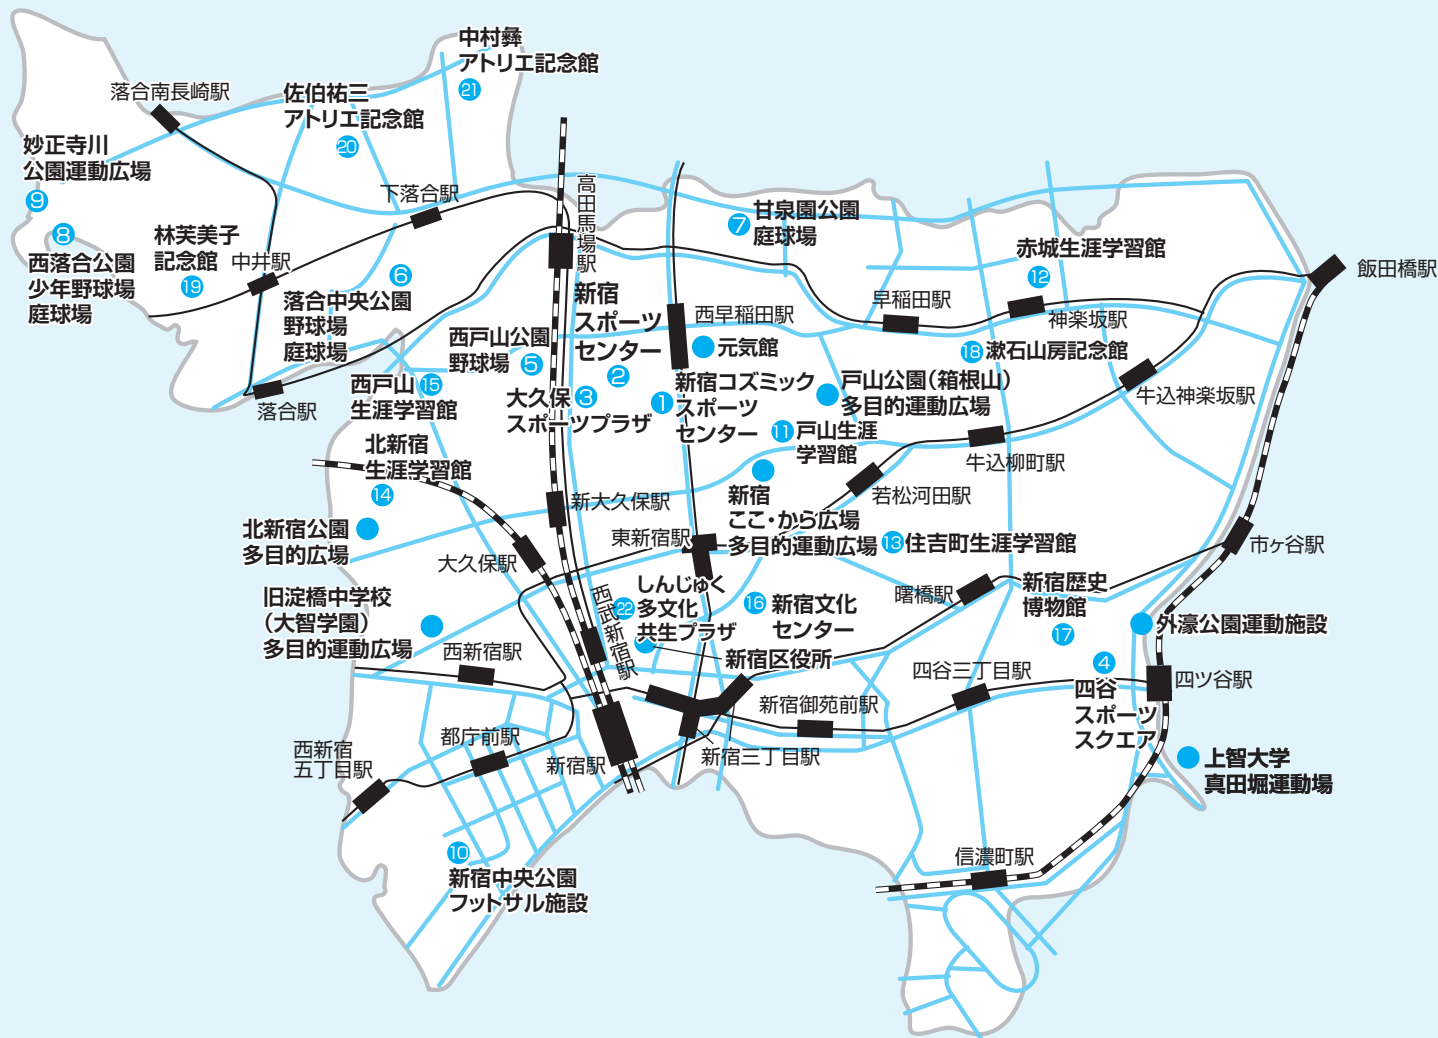 中村彝
アトリエ記念館
21
落合南長崎駅
佐伯祐三
アトリエ記念館
20
妙正寺川
公園運動広場
9
下落合駅
高田馬場駅
8
西落合公園
少年野球場
庭球場
林芙美子
記念館
19
中井駅
6
落合中央公園
野球場
庭球場
7
甘泉園公園
庭球場
赤城生涯学習館
12
飯田橋駅
早稲田駅
神楽坂駅
新宿
スポーツ
センター
2
西早稲田駅
元気館
西戸山公園
野球場
5
18
漱石山房記念館
落合駅
西戸山
生涯学習館
15
大久保
スポーツプラザ
3
1
新宿コズミック
スポーツ
センター
戸山公園(箱根山)
多目的運動広場
牛込神楽坂駅
11
戸山生涯
学習館
牛込柳町駅
北新宿
生涯学習館
14
若松河田駅
新大久保駅
新宿
ここ・から広場
多目的運動広場
北新宿公園
多目的広場
東新宿駅
13
住吉町生涯学習館
市ヶ谷駅
大久保駅
旧淀橋中学校
(大智学園)
多目的運動広場
西武新宿駅
22
しんじゅく
多文化
共生プラザ
16
新宿文化
センター
曙橋駅
新宿歴史
博物館
17
外濠公園運動施設
西新宿駅
新宿区役所
四谷三丁目駅
4
四谷
スポーツ
スクエア
四ツ谷駅
新宿御苑前駅
都庁前駅
西新宿
五丁目駅
新宿駅
新宿三丁目駅
上智大学
真田堀運動場
10
新宿中央公園
フットサル施設
信濃町駅